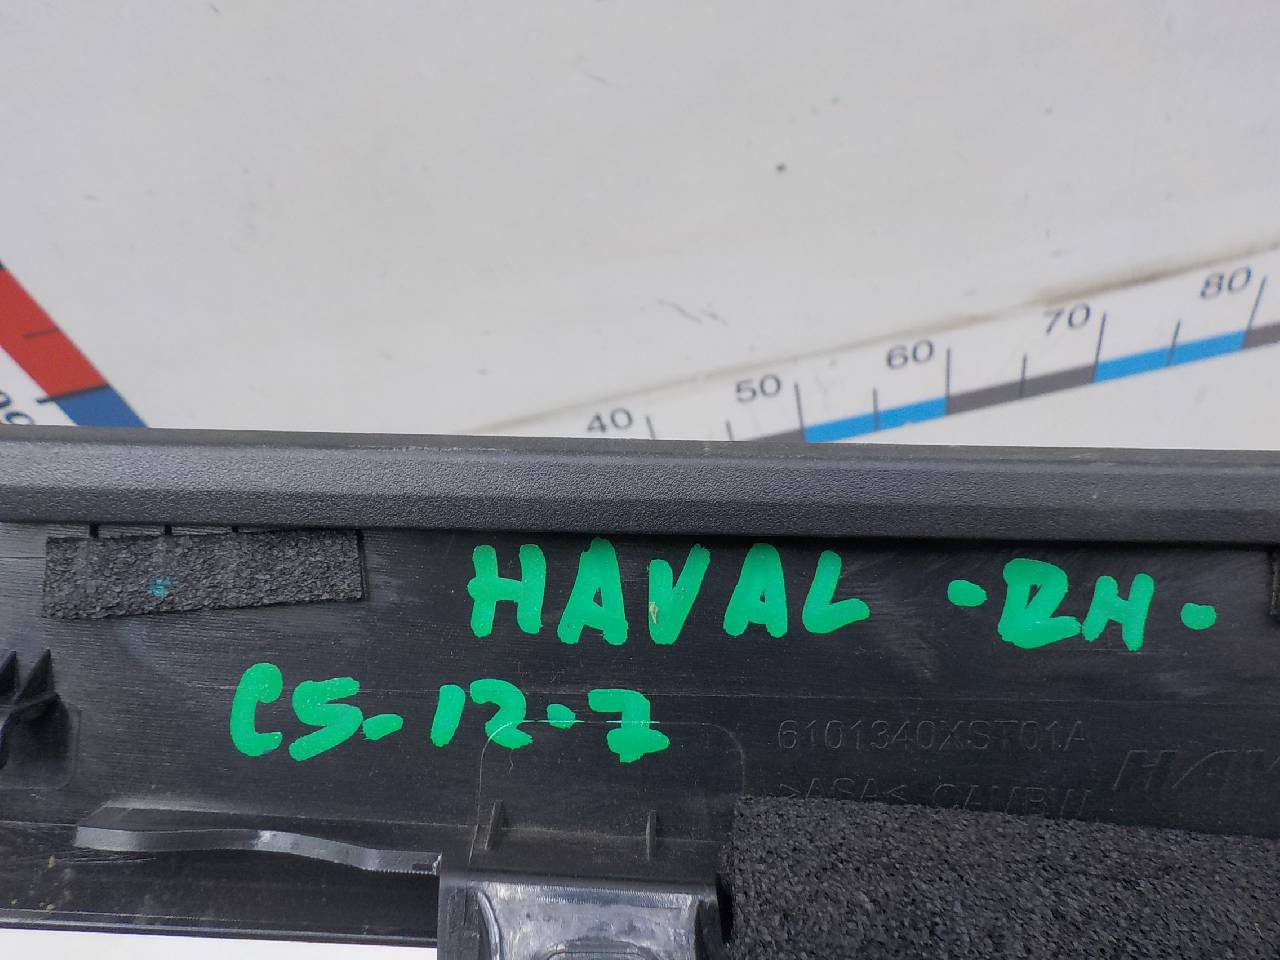 80
70
60
50
40
HAVAL -RH-
CS-12-7
6101340XST01A
>ASA<